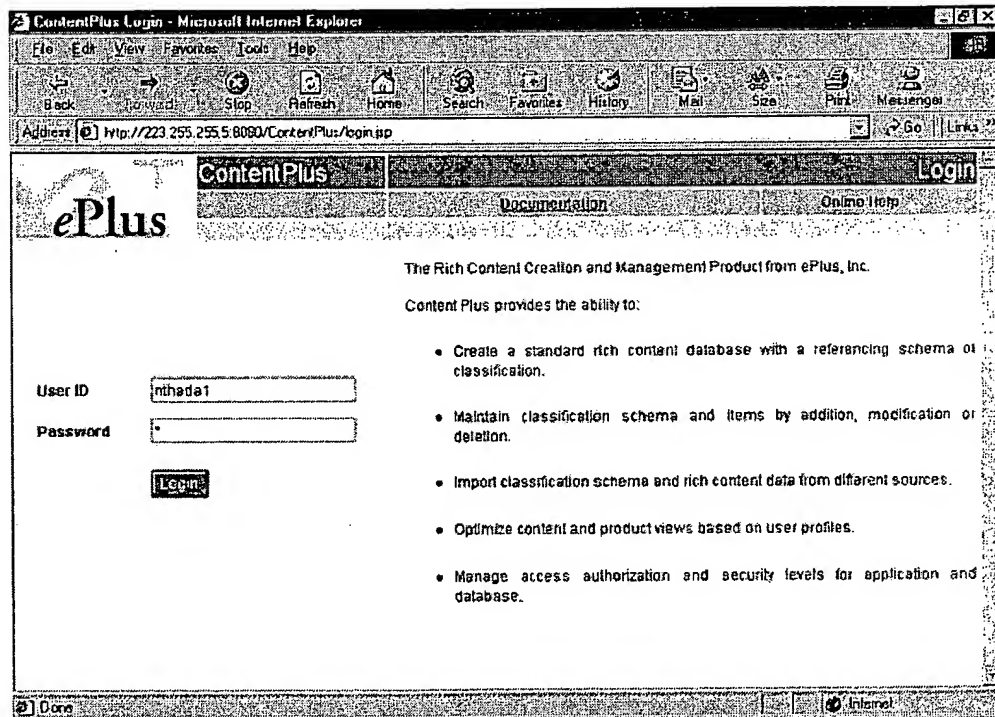 ContentPlus Login - Microsoft Internet Explorer
File Edit View Favorites Tools Help
Back Forward Stop Refresh Home Search Favorites History Mail Size Print Messenger
Address http://223.255.255.5:8080/ContentPlus/login.jsp Go Links »
ePlus
ContentPlus Login
Documentation Online Help
The Rich Content Creation and Management Product from ePlus, Inc.
Content Plus provides the ability to:
• Create a standard rich content database with a referencing schema of
classification.
User ID nthada1
• Maintain classification schema and items by addition, modification or
deletion.
Password *
Login
• Import classification schema and rich content data from different sources.
• Optimize content and product views based on user profiles.
• Manage access authorization and security levels for application and
database.
Done Internet